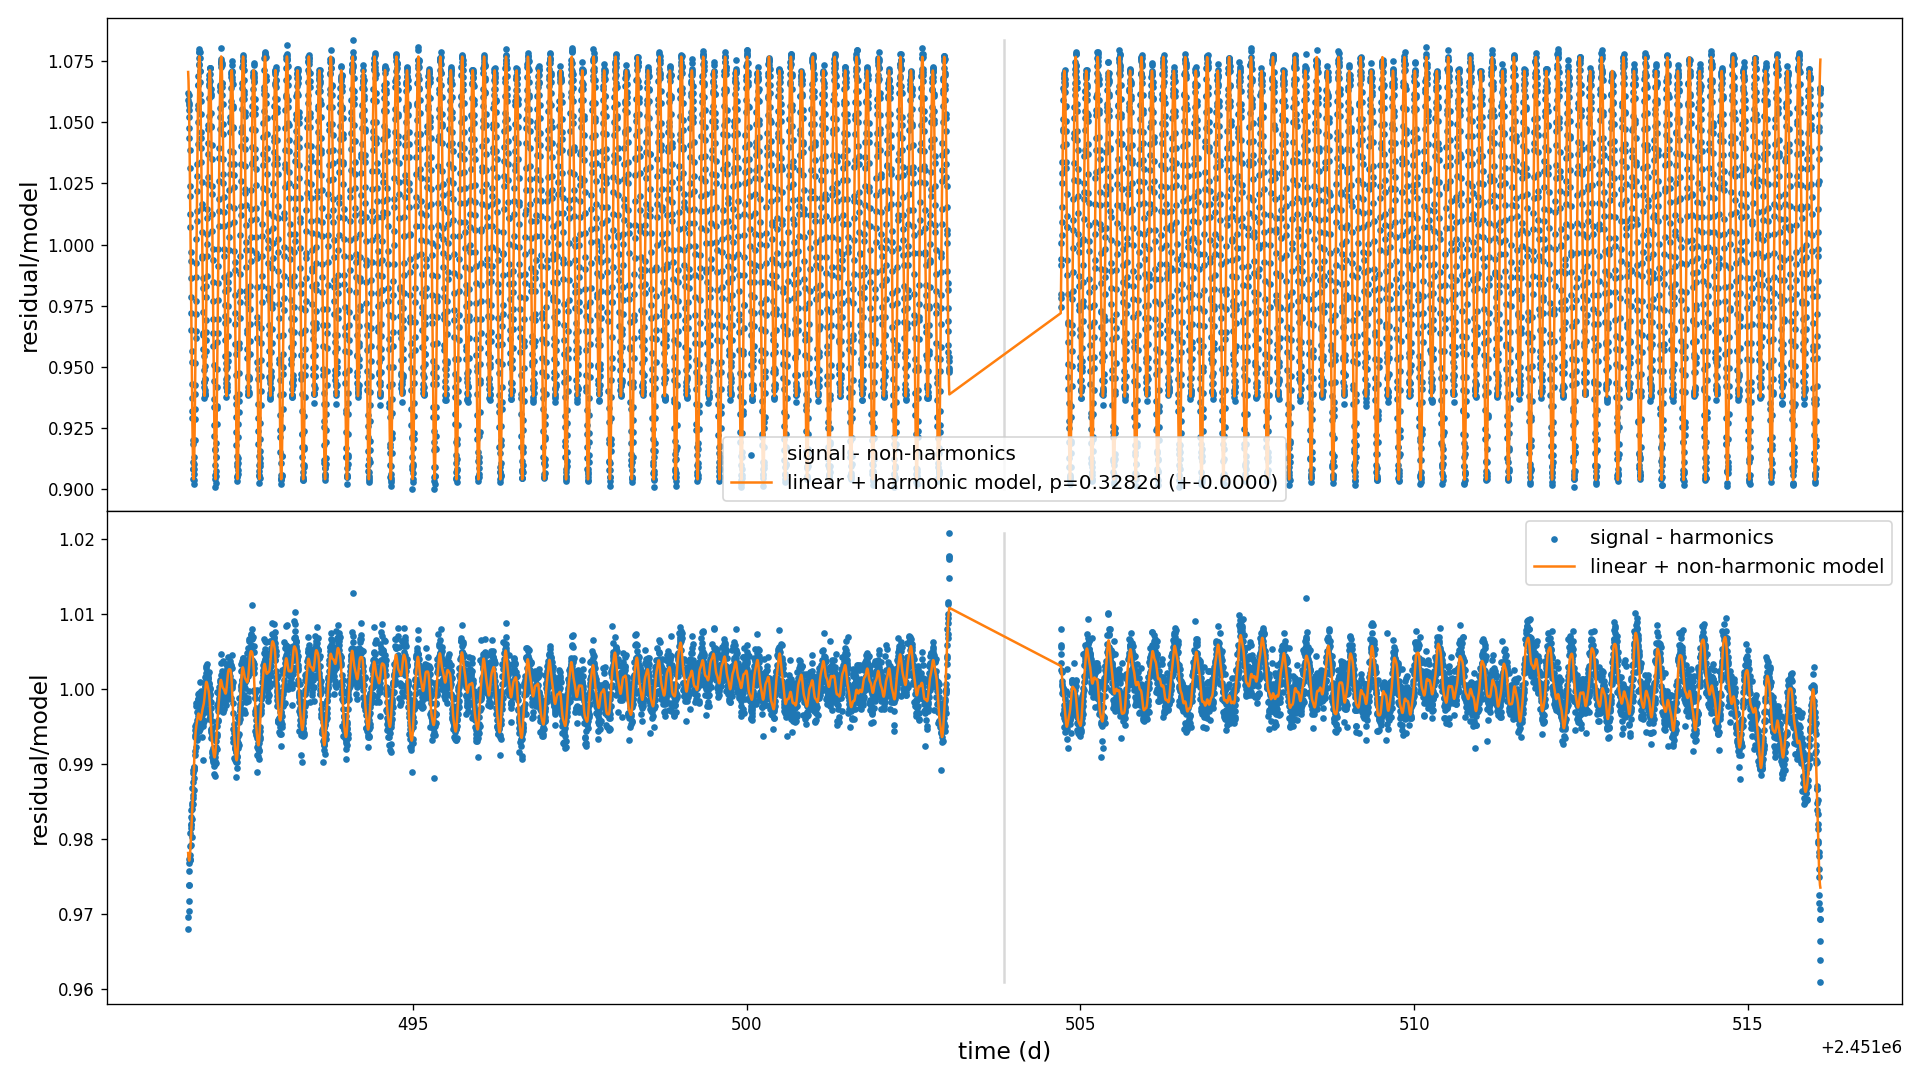 1.075
1.050
1.025
1.000
0.975
0.950
0.925
0.900
residual/model
signal - non-harmonics
linear + harmonic model, p=0.3282d (+-0.0000)
1.02
1.01
1.00
0.99
0.98
0.97
0.96
residual/model
signal - harmonics
linear + non-harmonic model
495
500
505
510
515
time (d)
+2.451e6